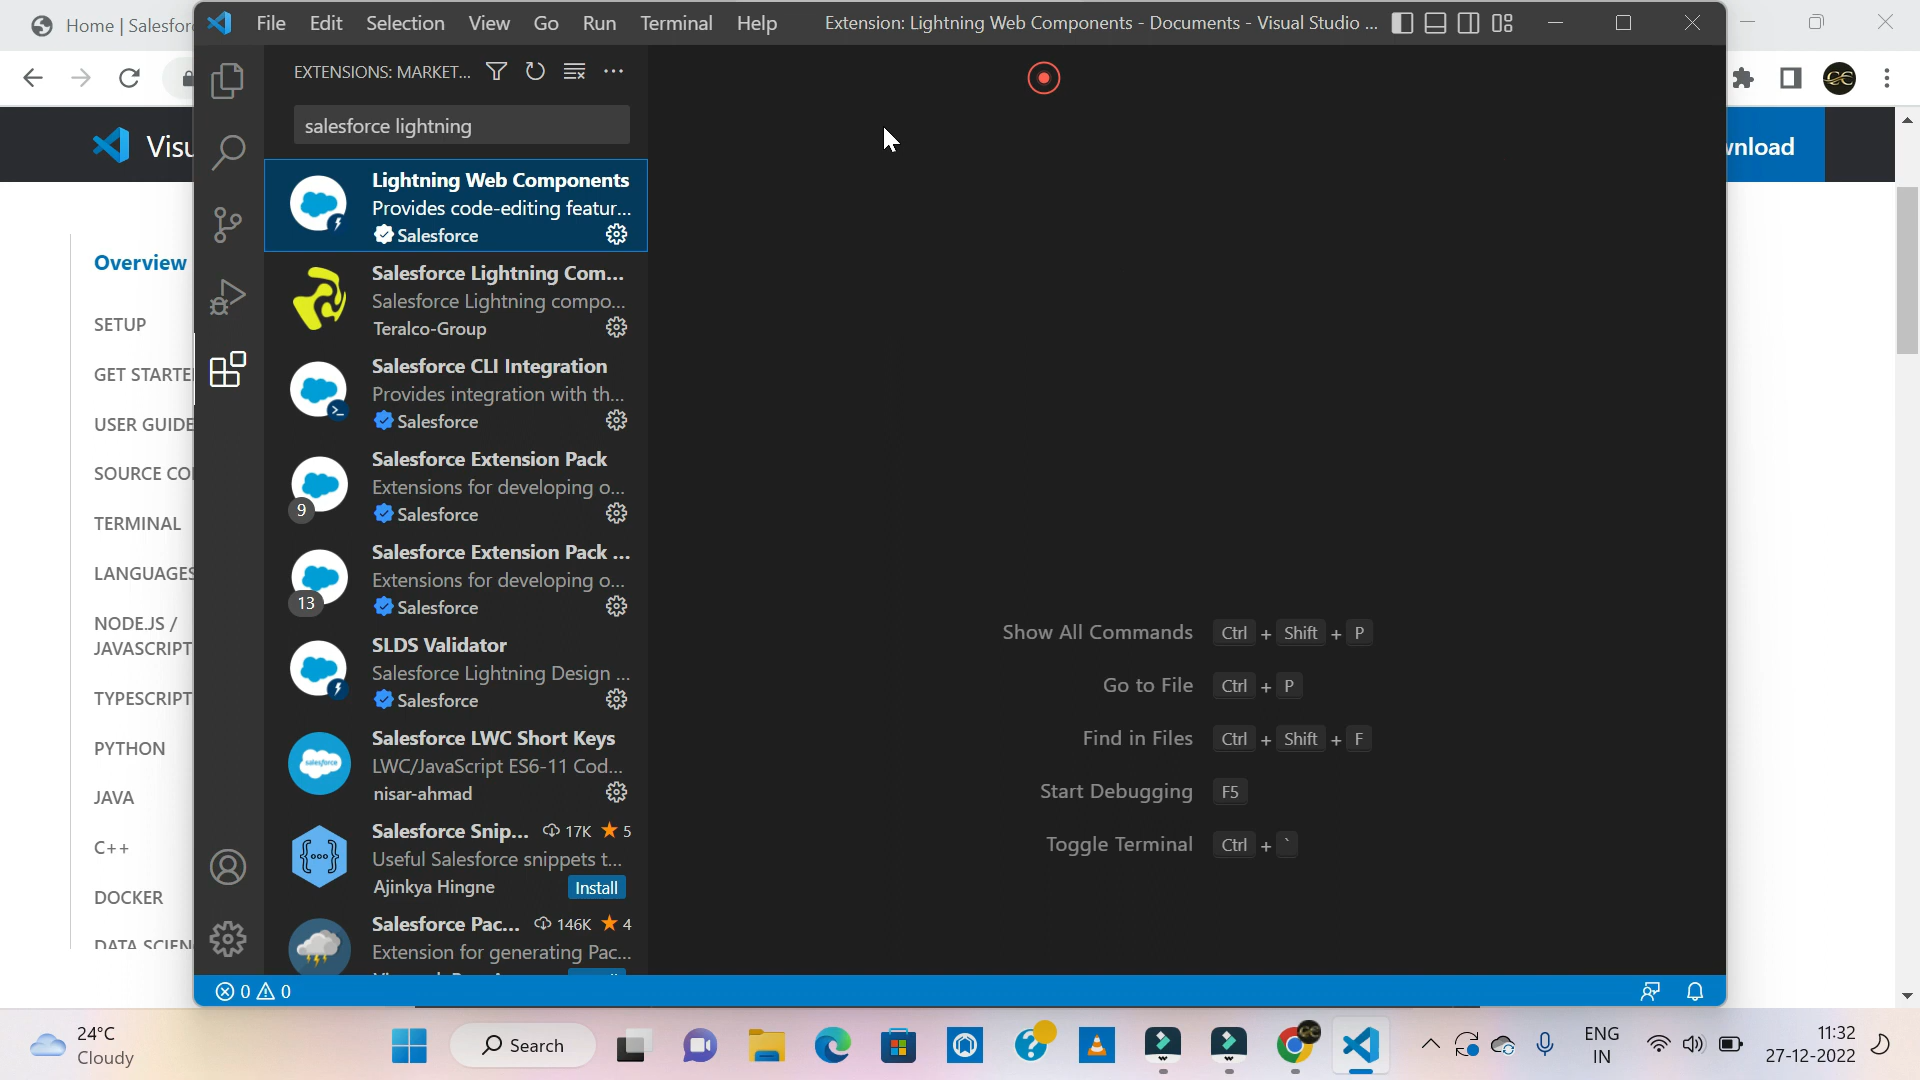 Home | Salesfor
File Edit Selection View Go Run Terminal Help
Extension: Lightning Web Components - Documents - Visual Studio ...
EXTENSIONS: MARKET...
salesforce lightning
Visu
wnload
Overview
SETUP
GET STARTE
USER GUIDE
SOURCE CO
TERMINAL
LANGUAGES
NODE.JS /
JAVASCRIPT
TYPESCRIPT
PYTHON
JAVA
C++
DOCKER
DATA SCIEN
Lightning Web Components
Provides code-editing featur...
Salesforce
Salesforce Lightning Com...
Salesforce Lightning compo...
Teralco-Group
Salesforce CLI Integration
Provides integration with th...
Salesforce
Salesforce Extension Pack
Extensions for developing o...
9
Salesforce
Salesforce Extension Pack ...
Extensions for developing o...
13
Salesforce
SLDS Validator
Salesforce Lightning Design ...
Salesforce
Salesforce LWC Short Keys
salesforce
LWC/JavaScript ES6-11 Cod...
nisar-ahmad
Salesforce Snip... 17K 5
Useful Salesforce snippets t...
Ajinkya Hingne Install
Salesforce Pac... 146K 4
Extension for generating Pac...
Show All Commands Ctrl + Shift + P
Go to File Ctrl + P
Find in Files Ctrl + Shift + F
Start Debugging F5
Toggle Terminal Ctrl + `
0 0
24°C
Cloudy
Search
ENG
IN
11:32
27-12-2022